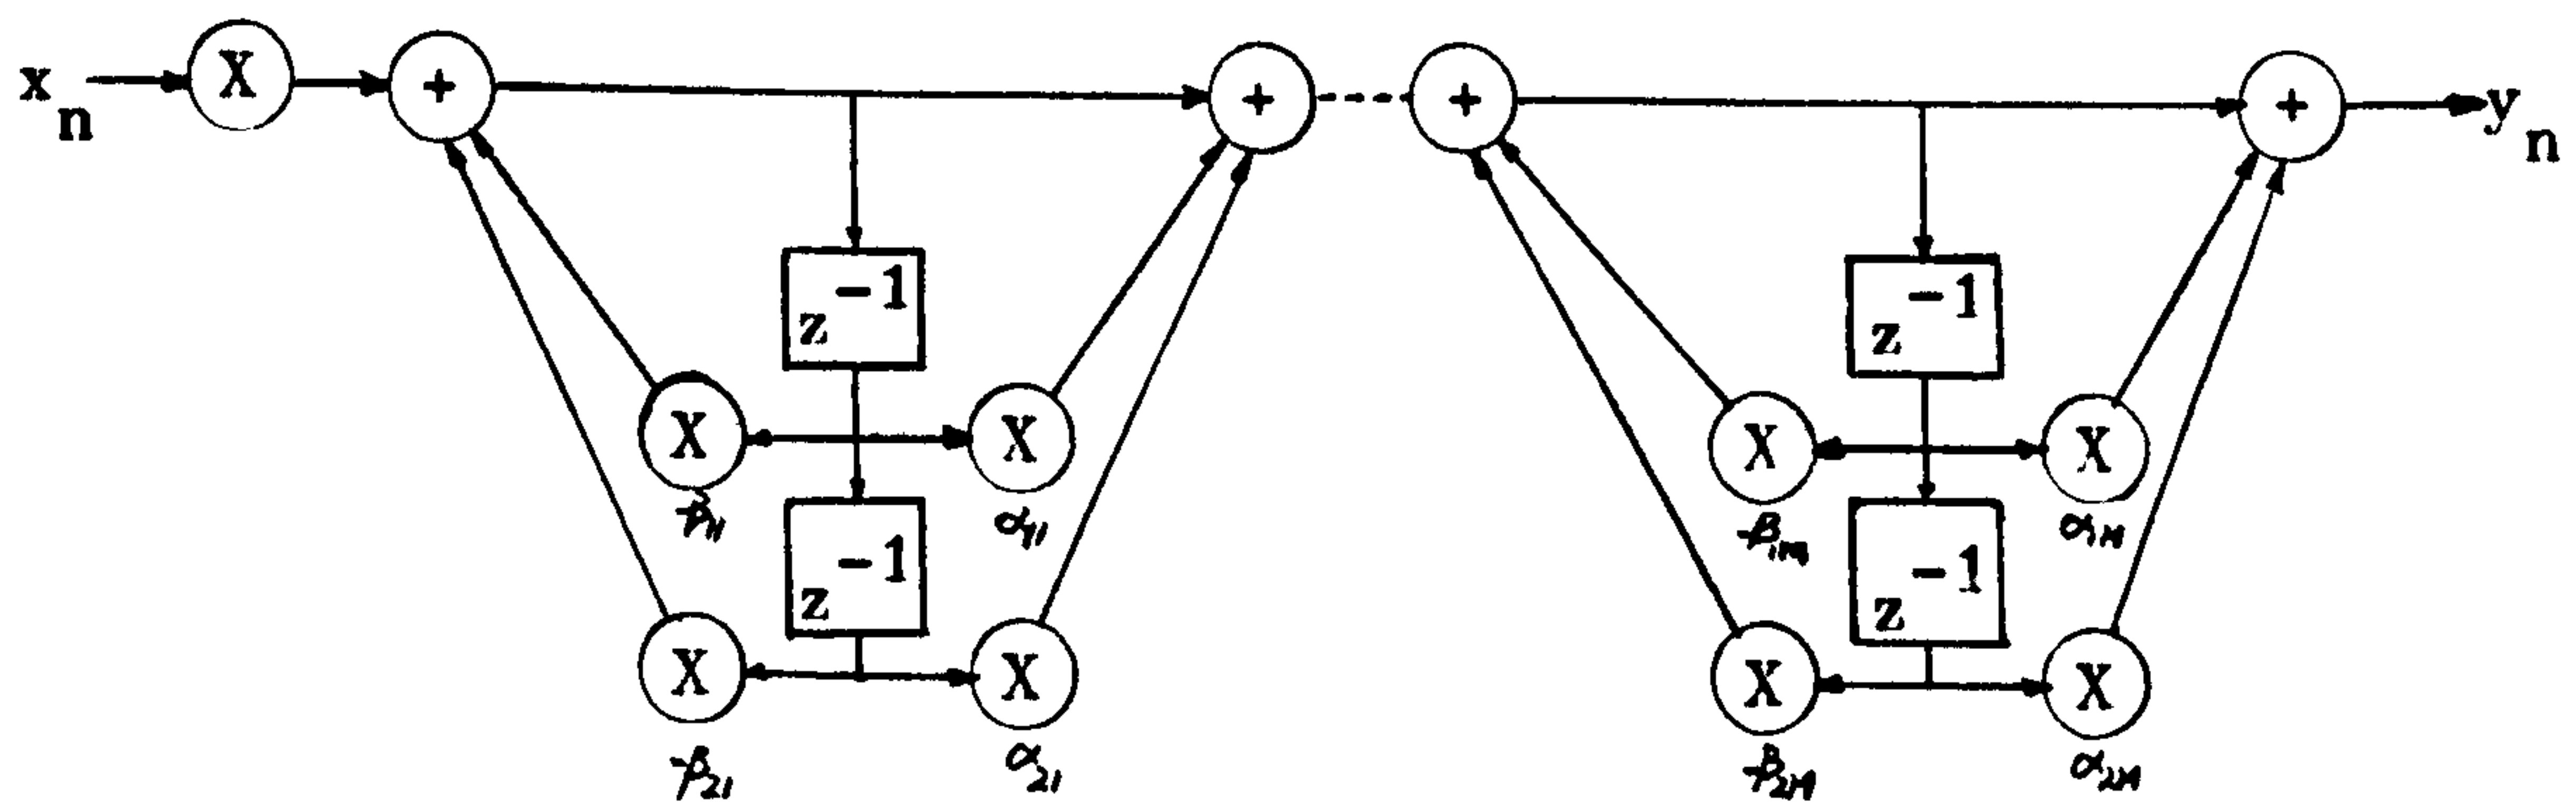 x n X + + + + y n
z -1 z -1
X X X X
-β11 α11 -β1M α1M
z -1 z -1
X X X X
-β21 α21 -β2M α2M